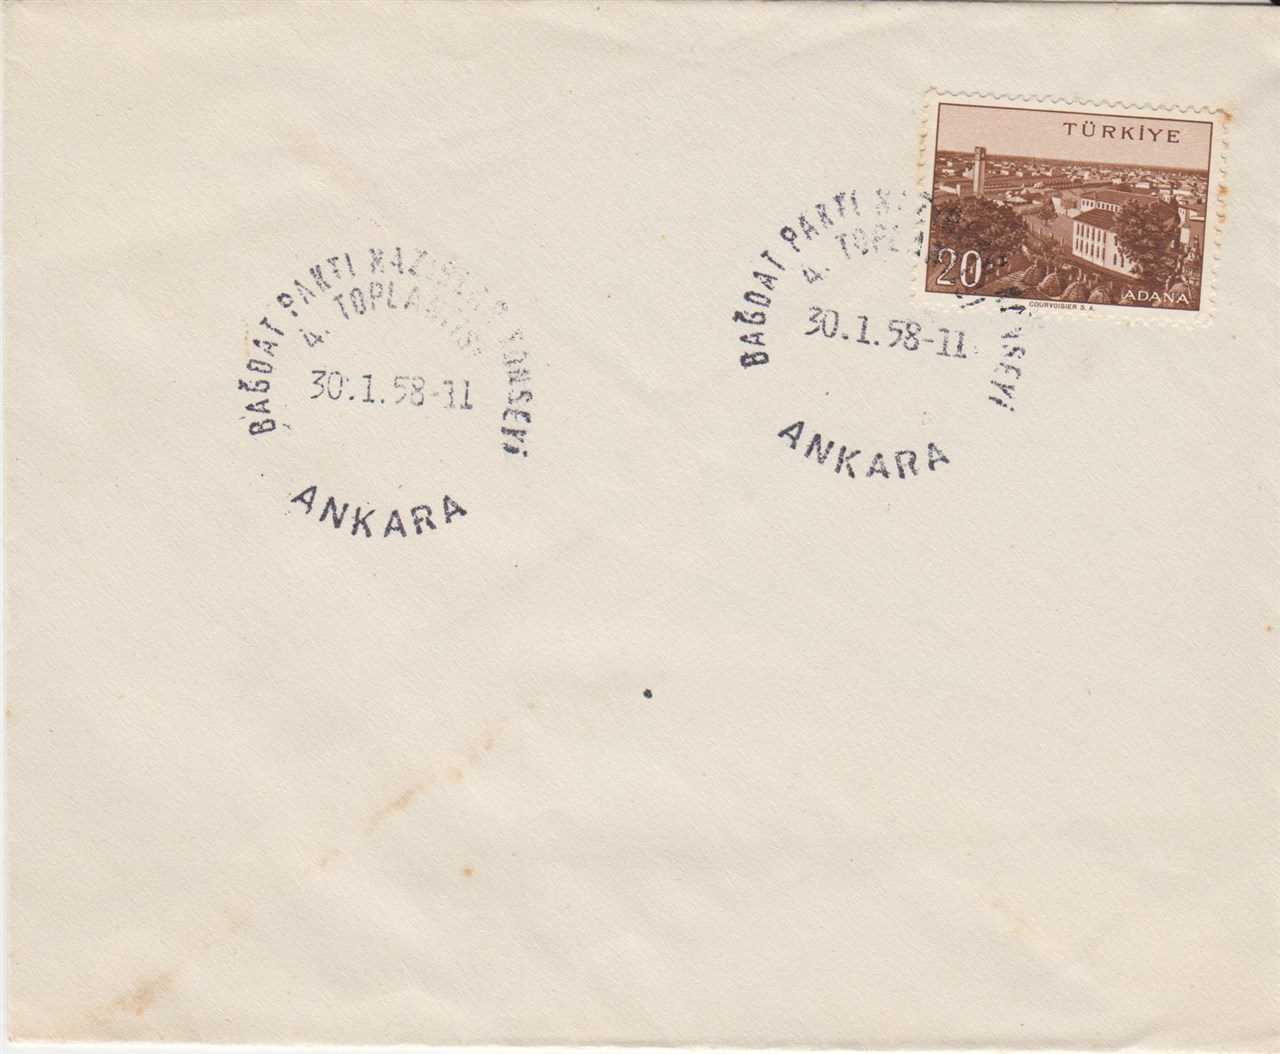 TÜRKİYE
20
ADANA
COURVOISIER S. A.
BAĞDAT PAKTI KONSEYİ
4. TOPLANTISI
30.1.58-11
ANKARA
BAĞDAT PAKTI
4.
30.1.58-11
ANKARA